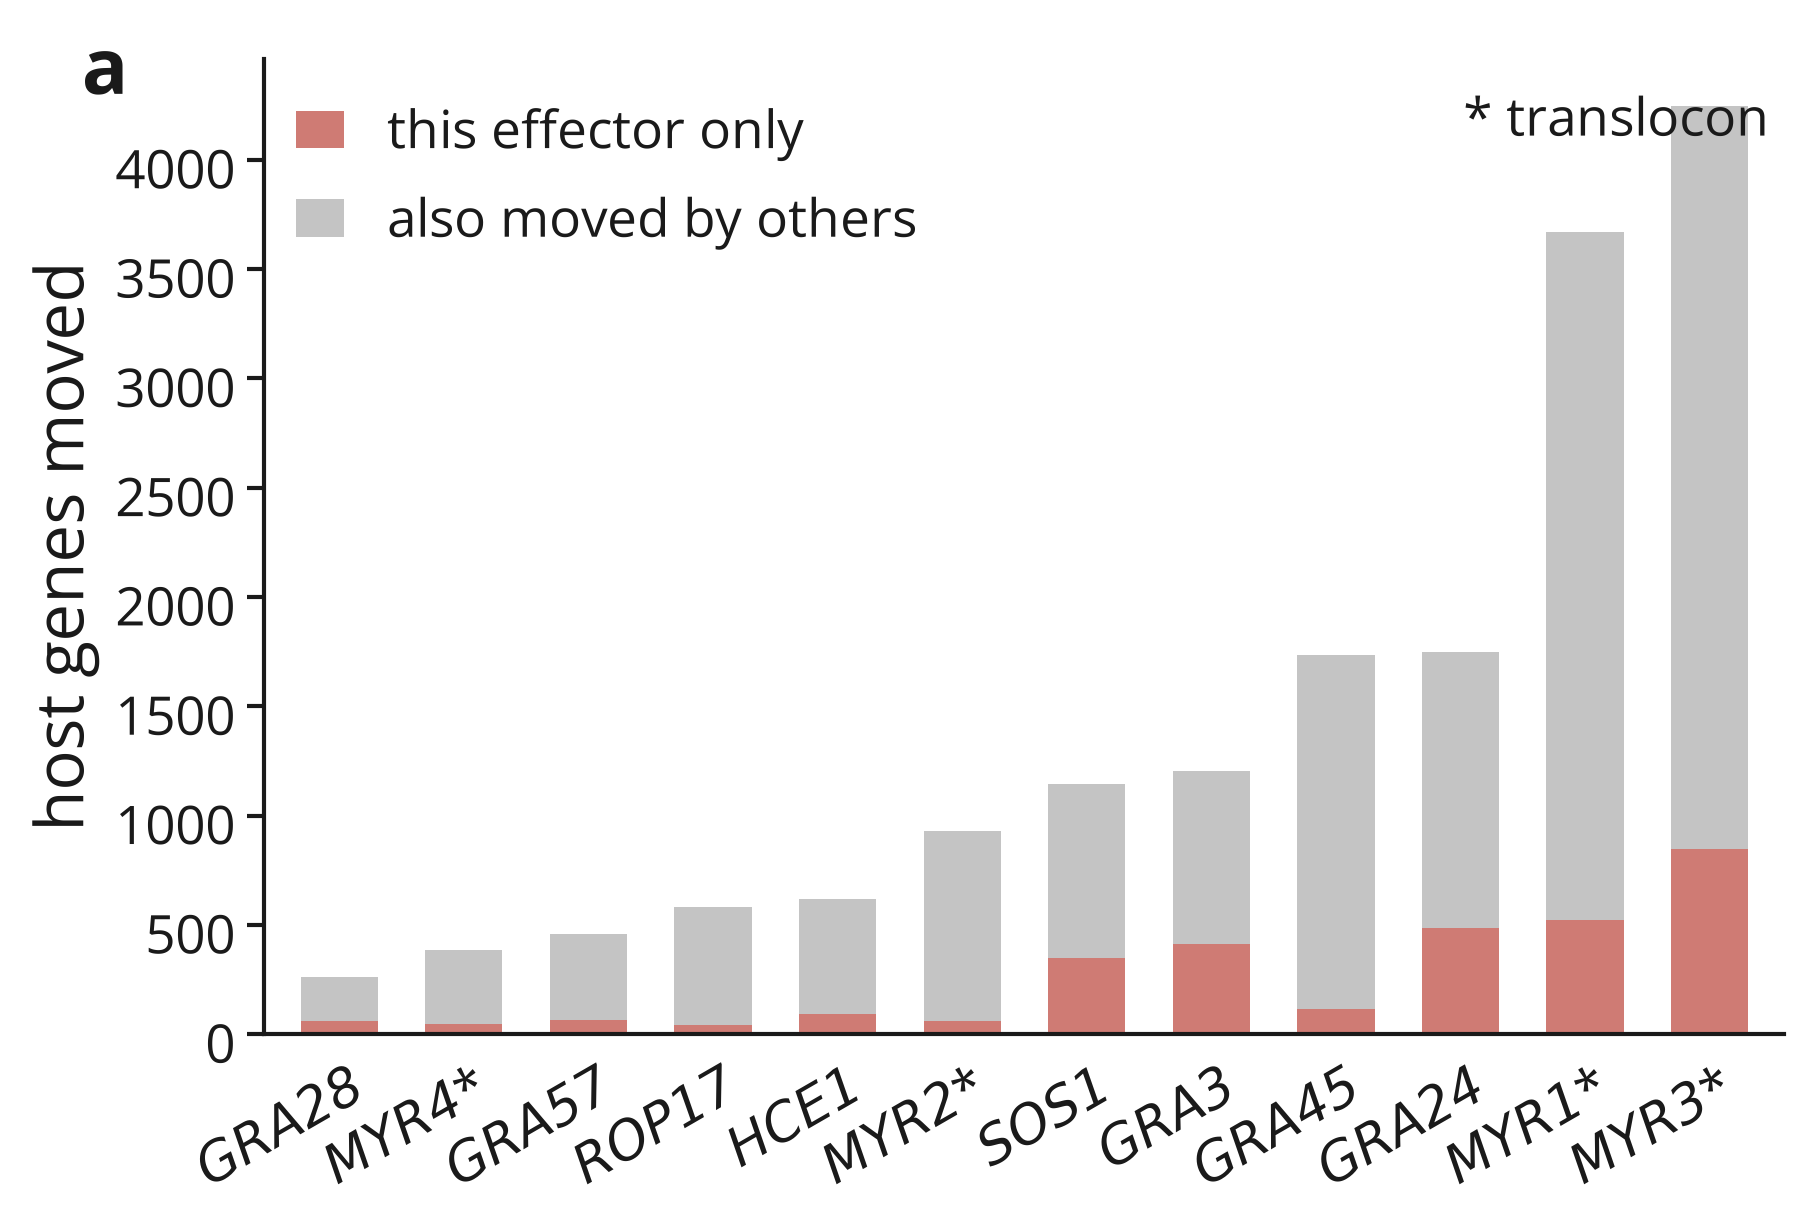 a
this effector only
also moved by others
* translocon
host genes moved
4000
3500
3000
2500
2000
1500
1000
500
0
GRA28
MYR4*
GRA57
ROP17
HCE1
MYR2*
SOS1
GRA3
GRA45
GRA24
MYR1*
MYR3*